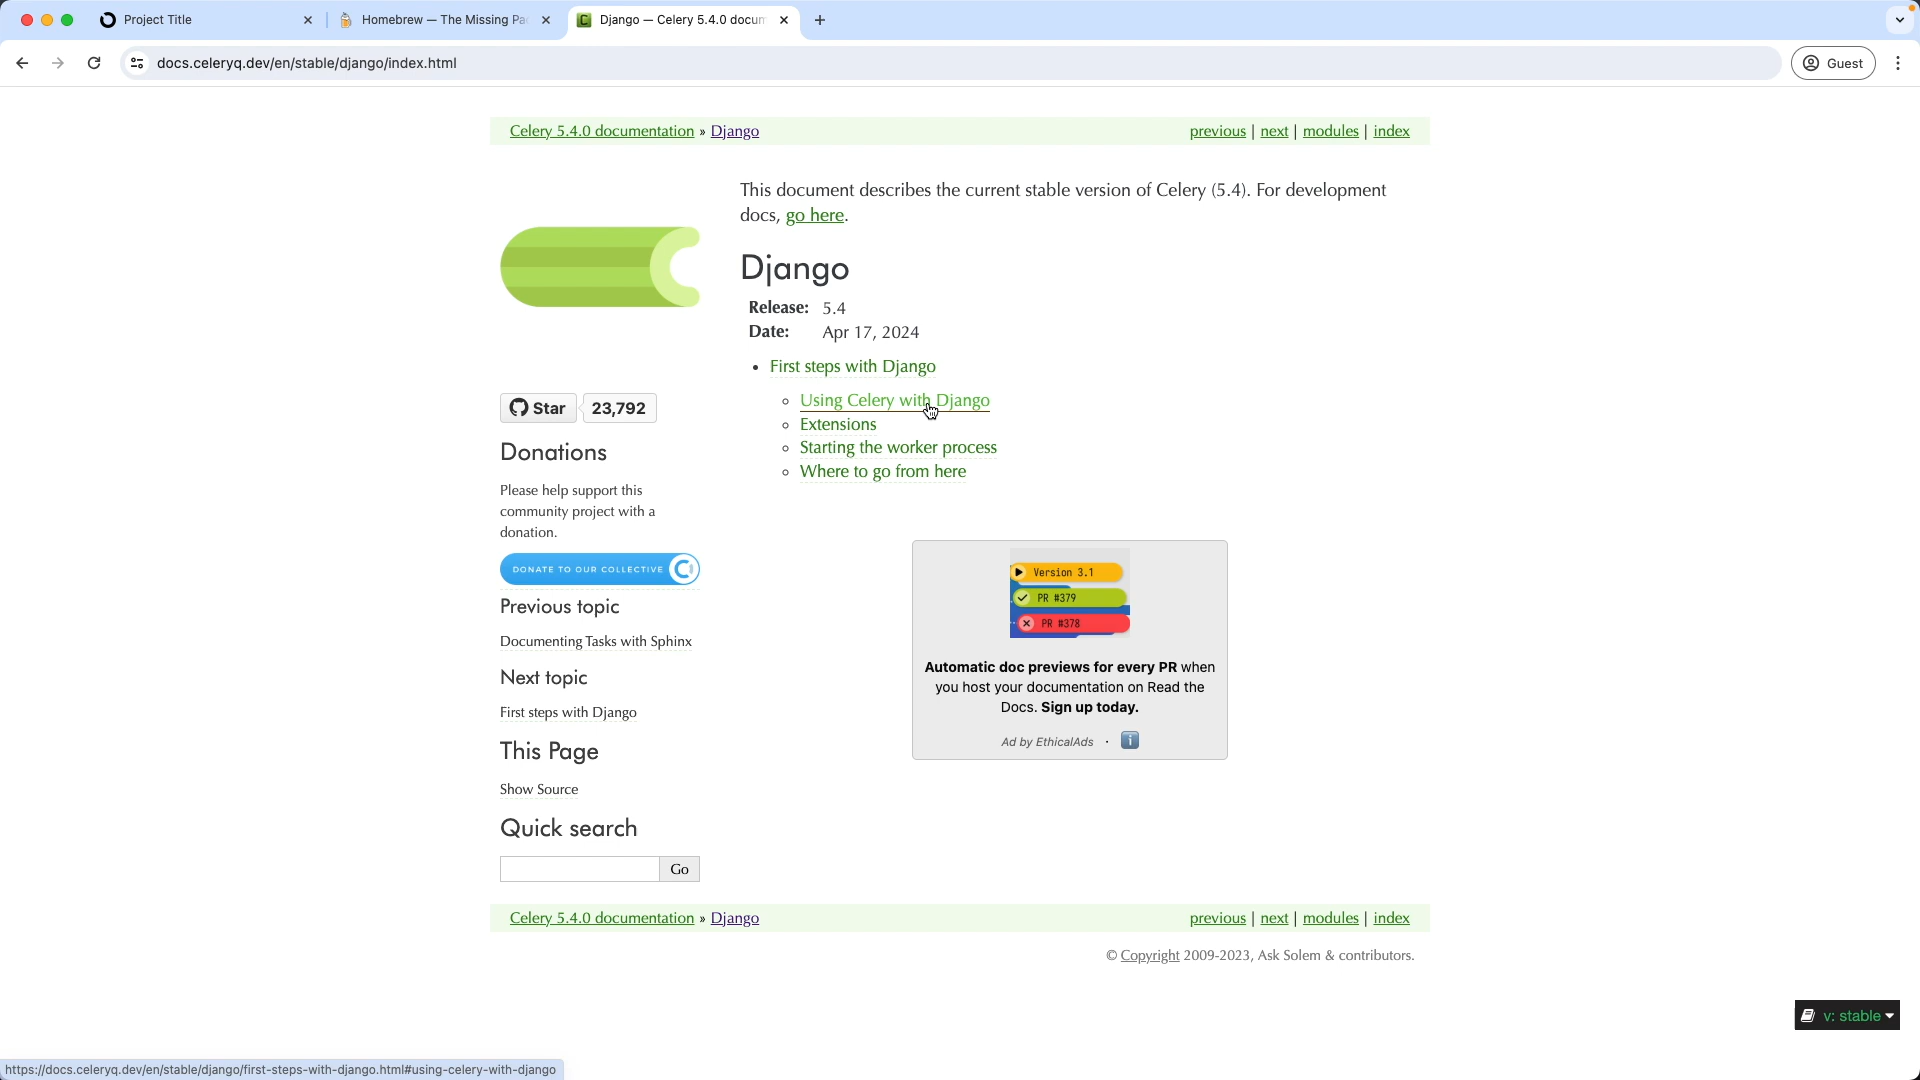 Project Title
Homebrew — The Missing Pa
Django — Celery 5.4.0 docum
docs.celeryq.dev/en/stable/django/index.html
Guest
Celery 5.4.0 documentation » Django
previous | next | modules | index
This document describes the current stable version of Celery (5.4). For development
docs, go here.
Django
Release: 5.4
Date: Apr 17, 2024
• First steps with Django
Using Celery with Django
Extensions
Starting the worker process
Where to go from here
Star 23,792
Donations
Please help support this
community project with a
donation.
DONATE TO OUR COLLECTIVE
Previous topic
Documenting Tasks with Sphinx
Next topic
First steps with Django
This Page
Show Source
Quick search
Go
Version 3.1
PR #379
PR #378
Automatic doc previews for every PR when
you host your documentation on Read the
Docs. Sign up today.
Ad by EthicalAds ·
Celery 5.4.0 documentation » Django
previous | next | modules | index
© Copyright 2009-2023, Ask Solem & contributors.
v: stable
https://docs.celeryq.dev/en/stable/django/first-steps-with-django.html#using-celery-with-django